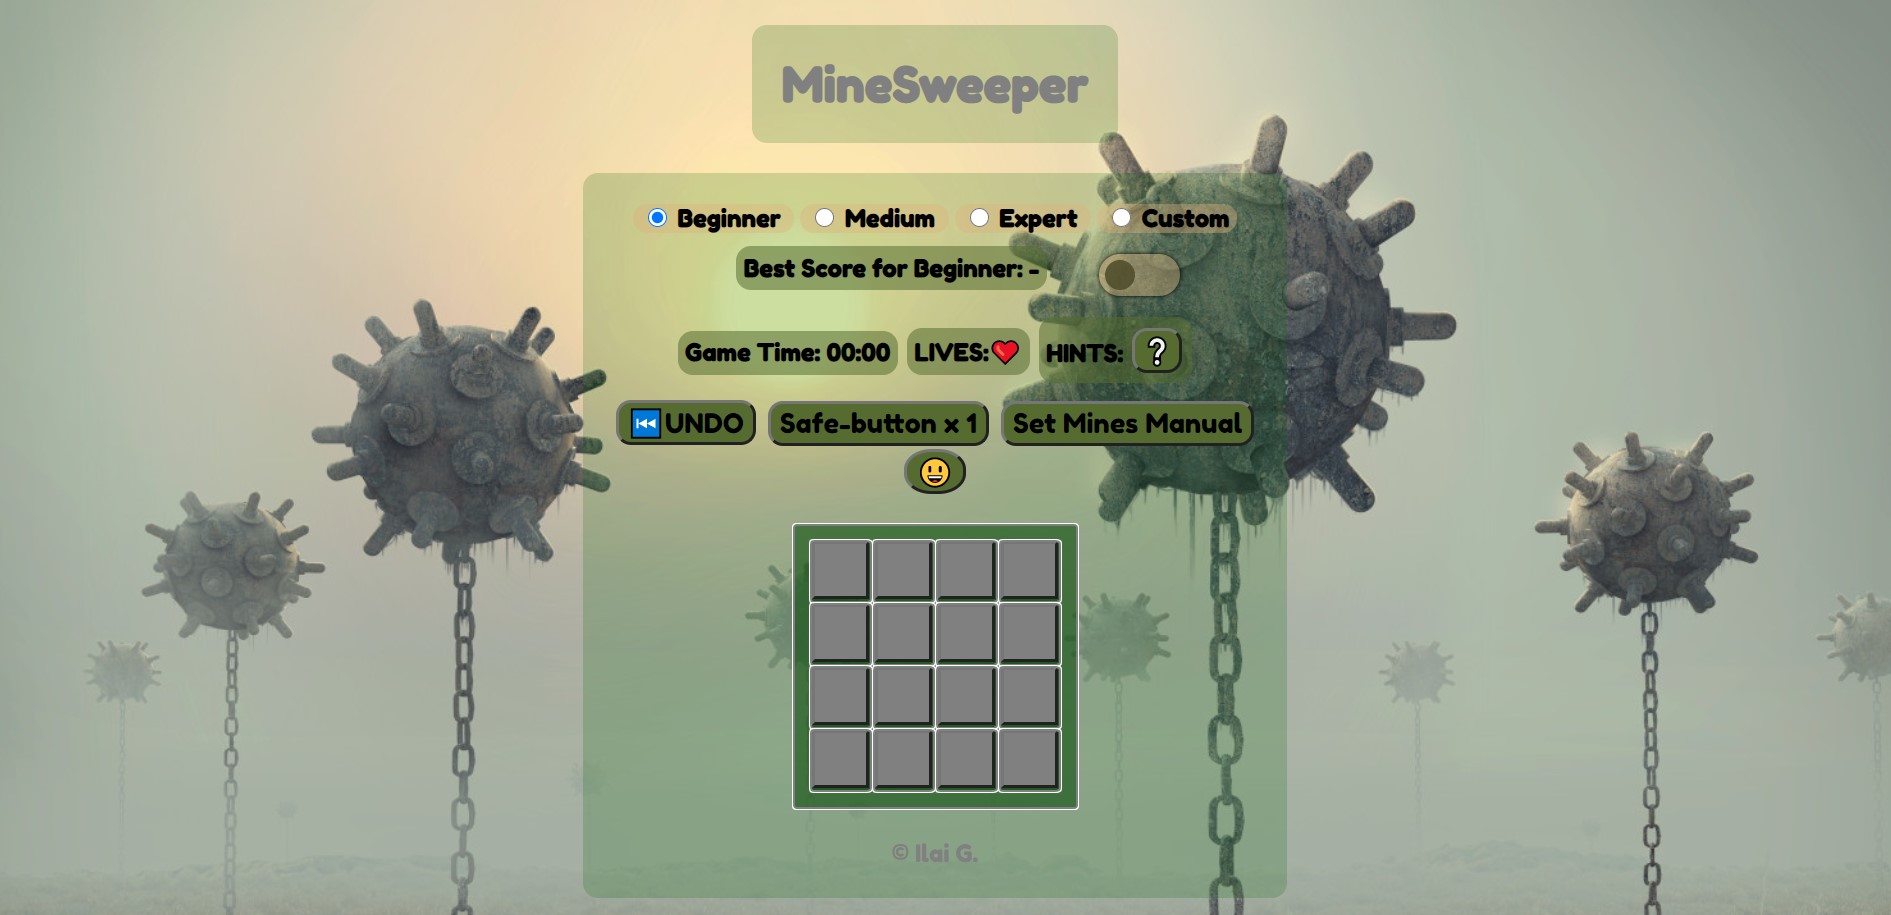 MineSweeper
Beginner Medium Expert Custom
Best Score for Beginner: -
Game Time: 00:00 LIVES:❤️ HINTS: ❔
⏮️UNDO Safe-button x 1 Set Mines Manual
😃
© Ilai G.